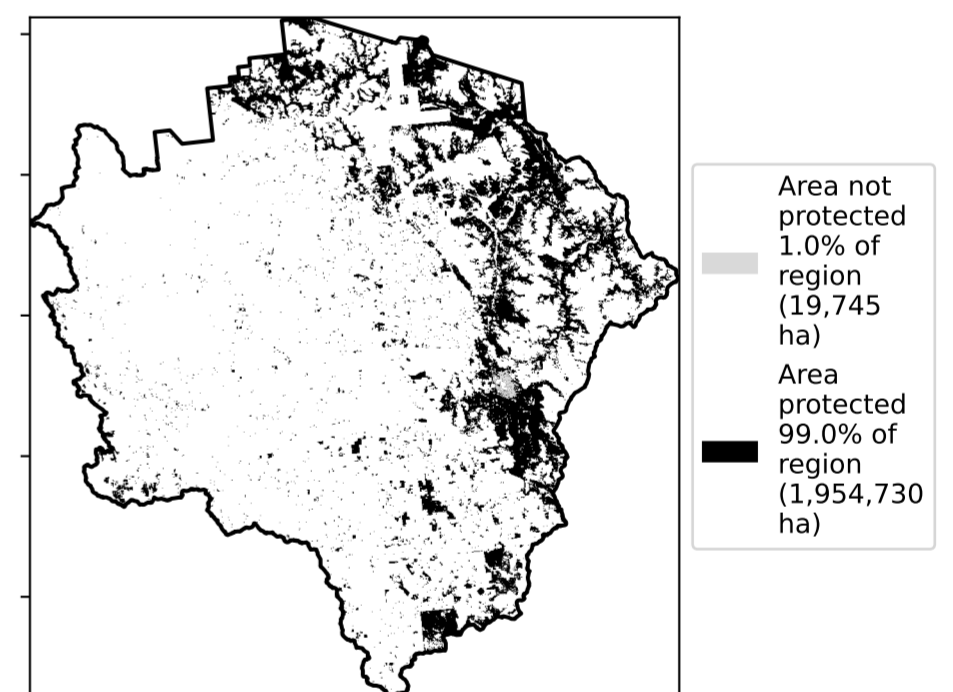 Area not
protected
1.0% of
region
(19,745
ha)
Area
protected
99.0% of
region
(1,954,730
ha)